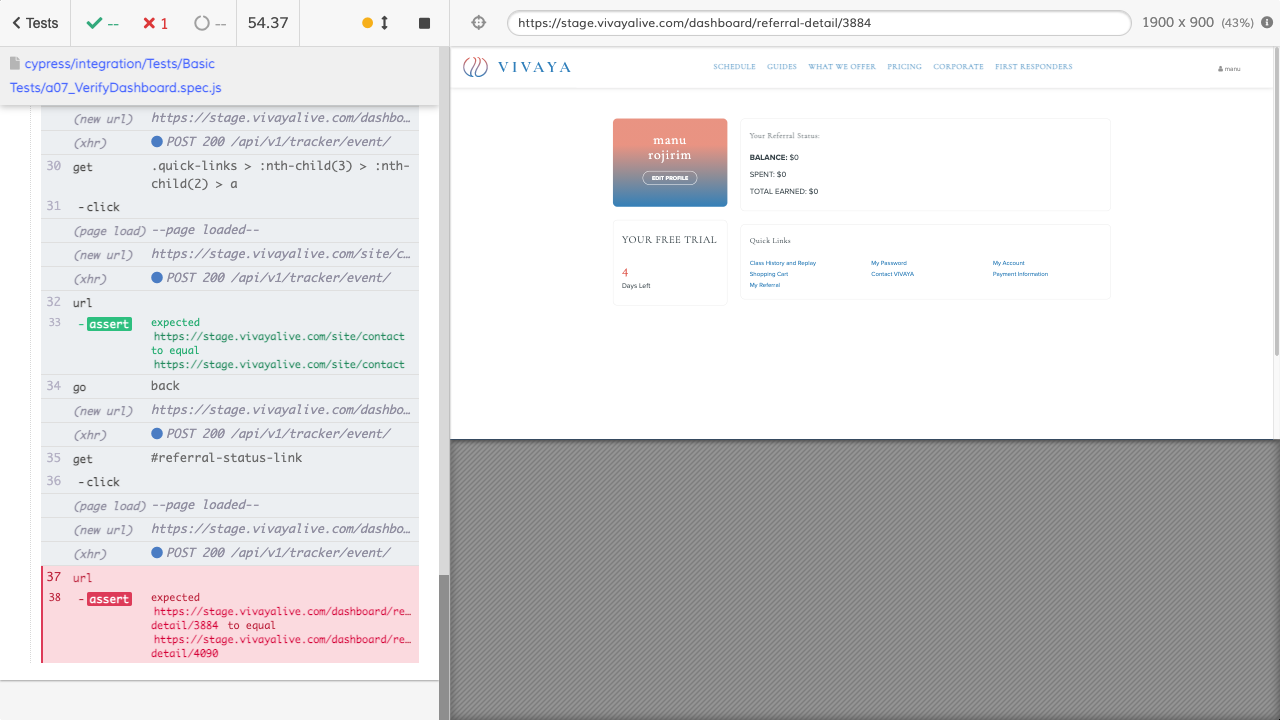 Tests
--
1
--
54.37
https://stage.vivayalive.com/dashboard/referral-detail/3884
1900 x 900 (43%)
cypress/integration/Tests/Basic
Tests/a07_VerifyDashboard.spec.js
(new url) https://stage.vivayalive.com/dashbo…
(xhr) POST 200 /api/v1/tracker/event/
30 get .quick-links > :nth-child(3) > :nth-
child(2) > a
31 -click
(page load) --page loaded--
(new url) https://stage.vivayalive.com/site/c…
(xhr) POST 200 /api/v1/tracker/event/
32 url
33 -assert expected
https://stage.vivayalive.com/site/contact
to equal
https://stage.vivayalive.com/site/contact
34 go back
(new url) https://stage.vivayalive.com/dashbo…
(xhr) POST 200 /api/v1/tracker/event/
35 get #referral-status-link
36 -click
(page load) --page loaded--
(new url) https://stage.vivayalive.com/dashbo…
(xhr) POST 200 /api/v1/tracker/event/
37 url
38 -assert expected
https://stage.vivayalive.com/dashboard/re…
detail/3884 to equal
https://stage.vivayalive.com/dashboard/re…
detail/4090
VIVAYA
SCHEDULE GUIDES WHAT WE OFFER PRICING CORPORATE FIRST RESPONDERS
manu
manu
rojirim
EDIT PROFILE
YOUR FREE TRIAL
4
Days Left
Your Referral Status:
BALANCE: $0
SPENT: $0
TOTAL EARNED: $0
Quick Links
Class History and Replay My Password My Account
Shopping Cart Contact VIVAYA Payment Information
My Referral